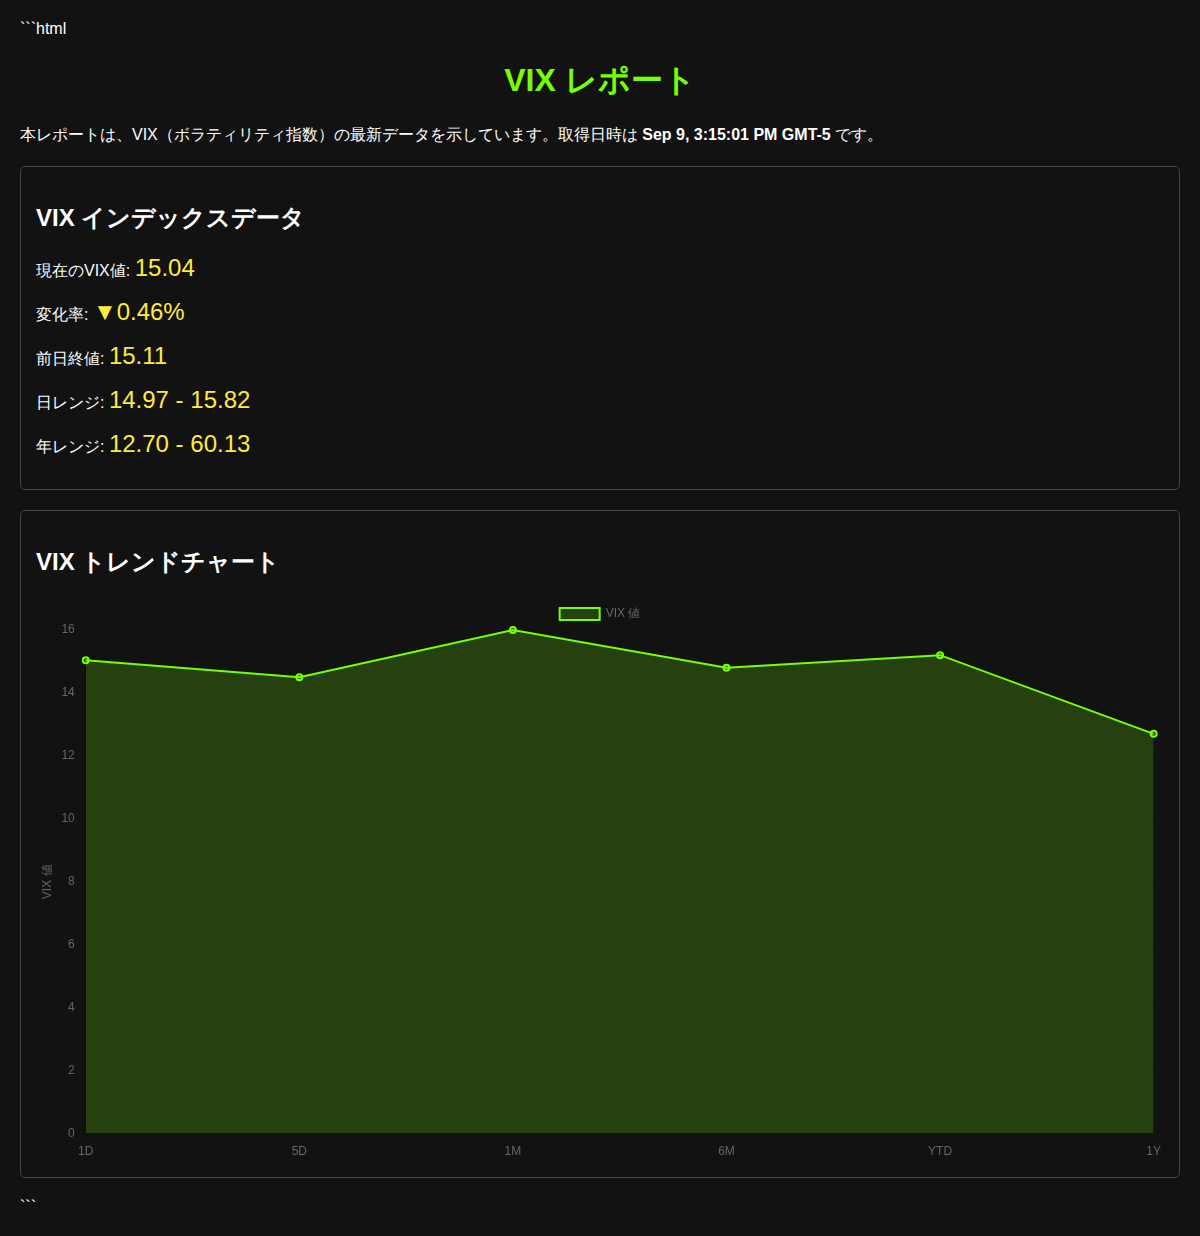 ```html
VIX レポート
本レポートは、VIX（ボラティリティ指数）の最新データを示しています。取得日時は Sep 9, 3:15:01 PM GMT-5 です。
VIX インデックスデータ
現在のVIX値: 15.04
変化率: ▼0.46%
前日終値: 15.11
日レンジ: 14.97 - 15.82
年レンジ: 12.70 - 60.13
VIX トレンドチャート
VIX 値
16
14
12
10
8
6
4
2
0
VIX 値
1D 5D 1M 6M YTD 1Y
```